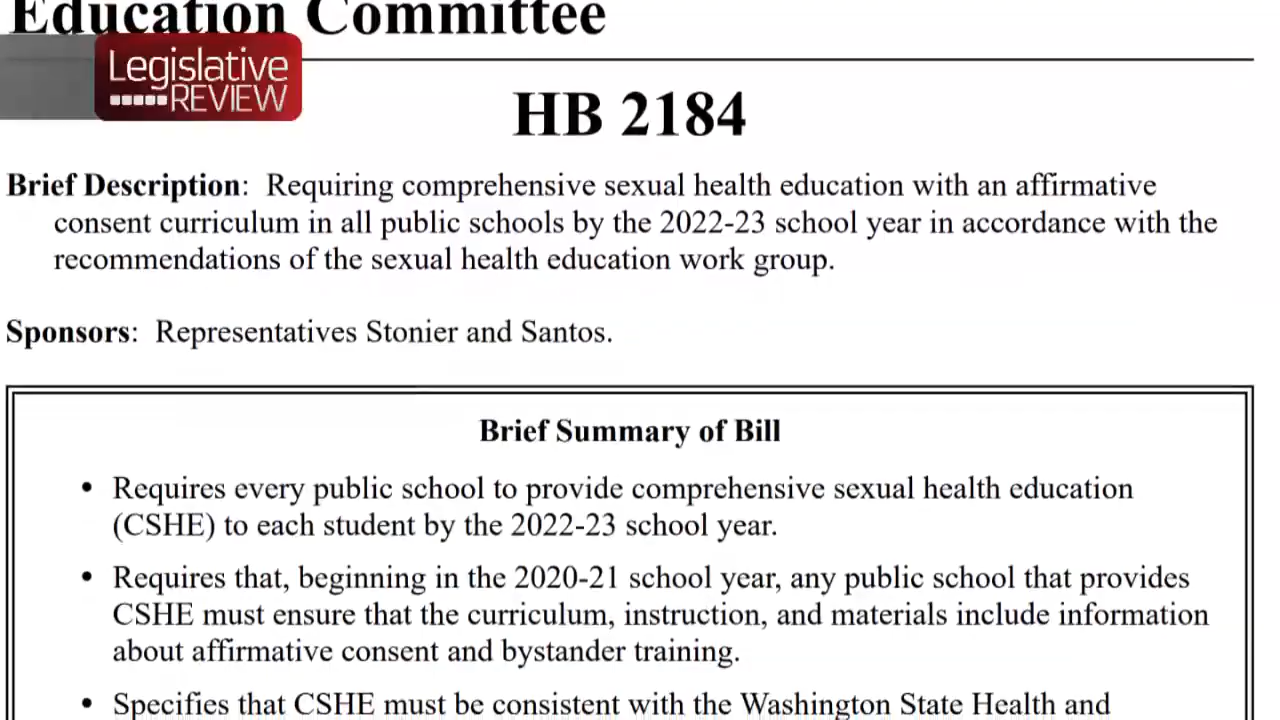 Education Committee
Legislative
REVIEW
HB 2184
Brief Description: Requiring comprehensive sexual health education with an affirmative
consent curriculum in all public schools by the 2022-23 school year in accordance with the
recommendations of the sexual health education work group.
Sponsors: Representatives Stonier and Santos.
Brief Summary of Bill
• Requires every public school to provide comprehensive sexual health education
(CSHE) to each student by the 2022-23 school year.
• Requires that, beginning in the 2020-21 school year, any public school that provides
CSHE must ensure that the curriculum, instruction, and materials include information
about affirmative consent and bystander training.
• Specifies that CSHE must be consistent with the Washington State Health and